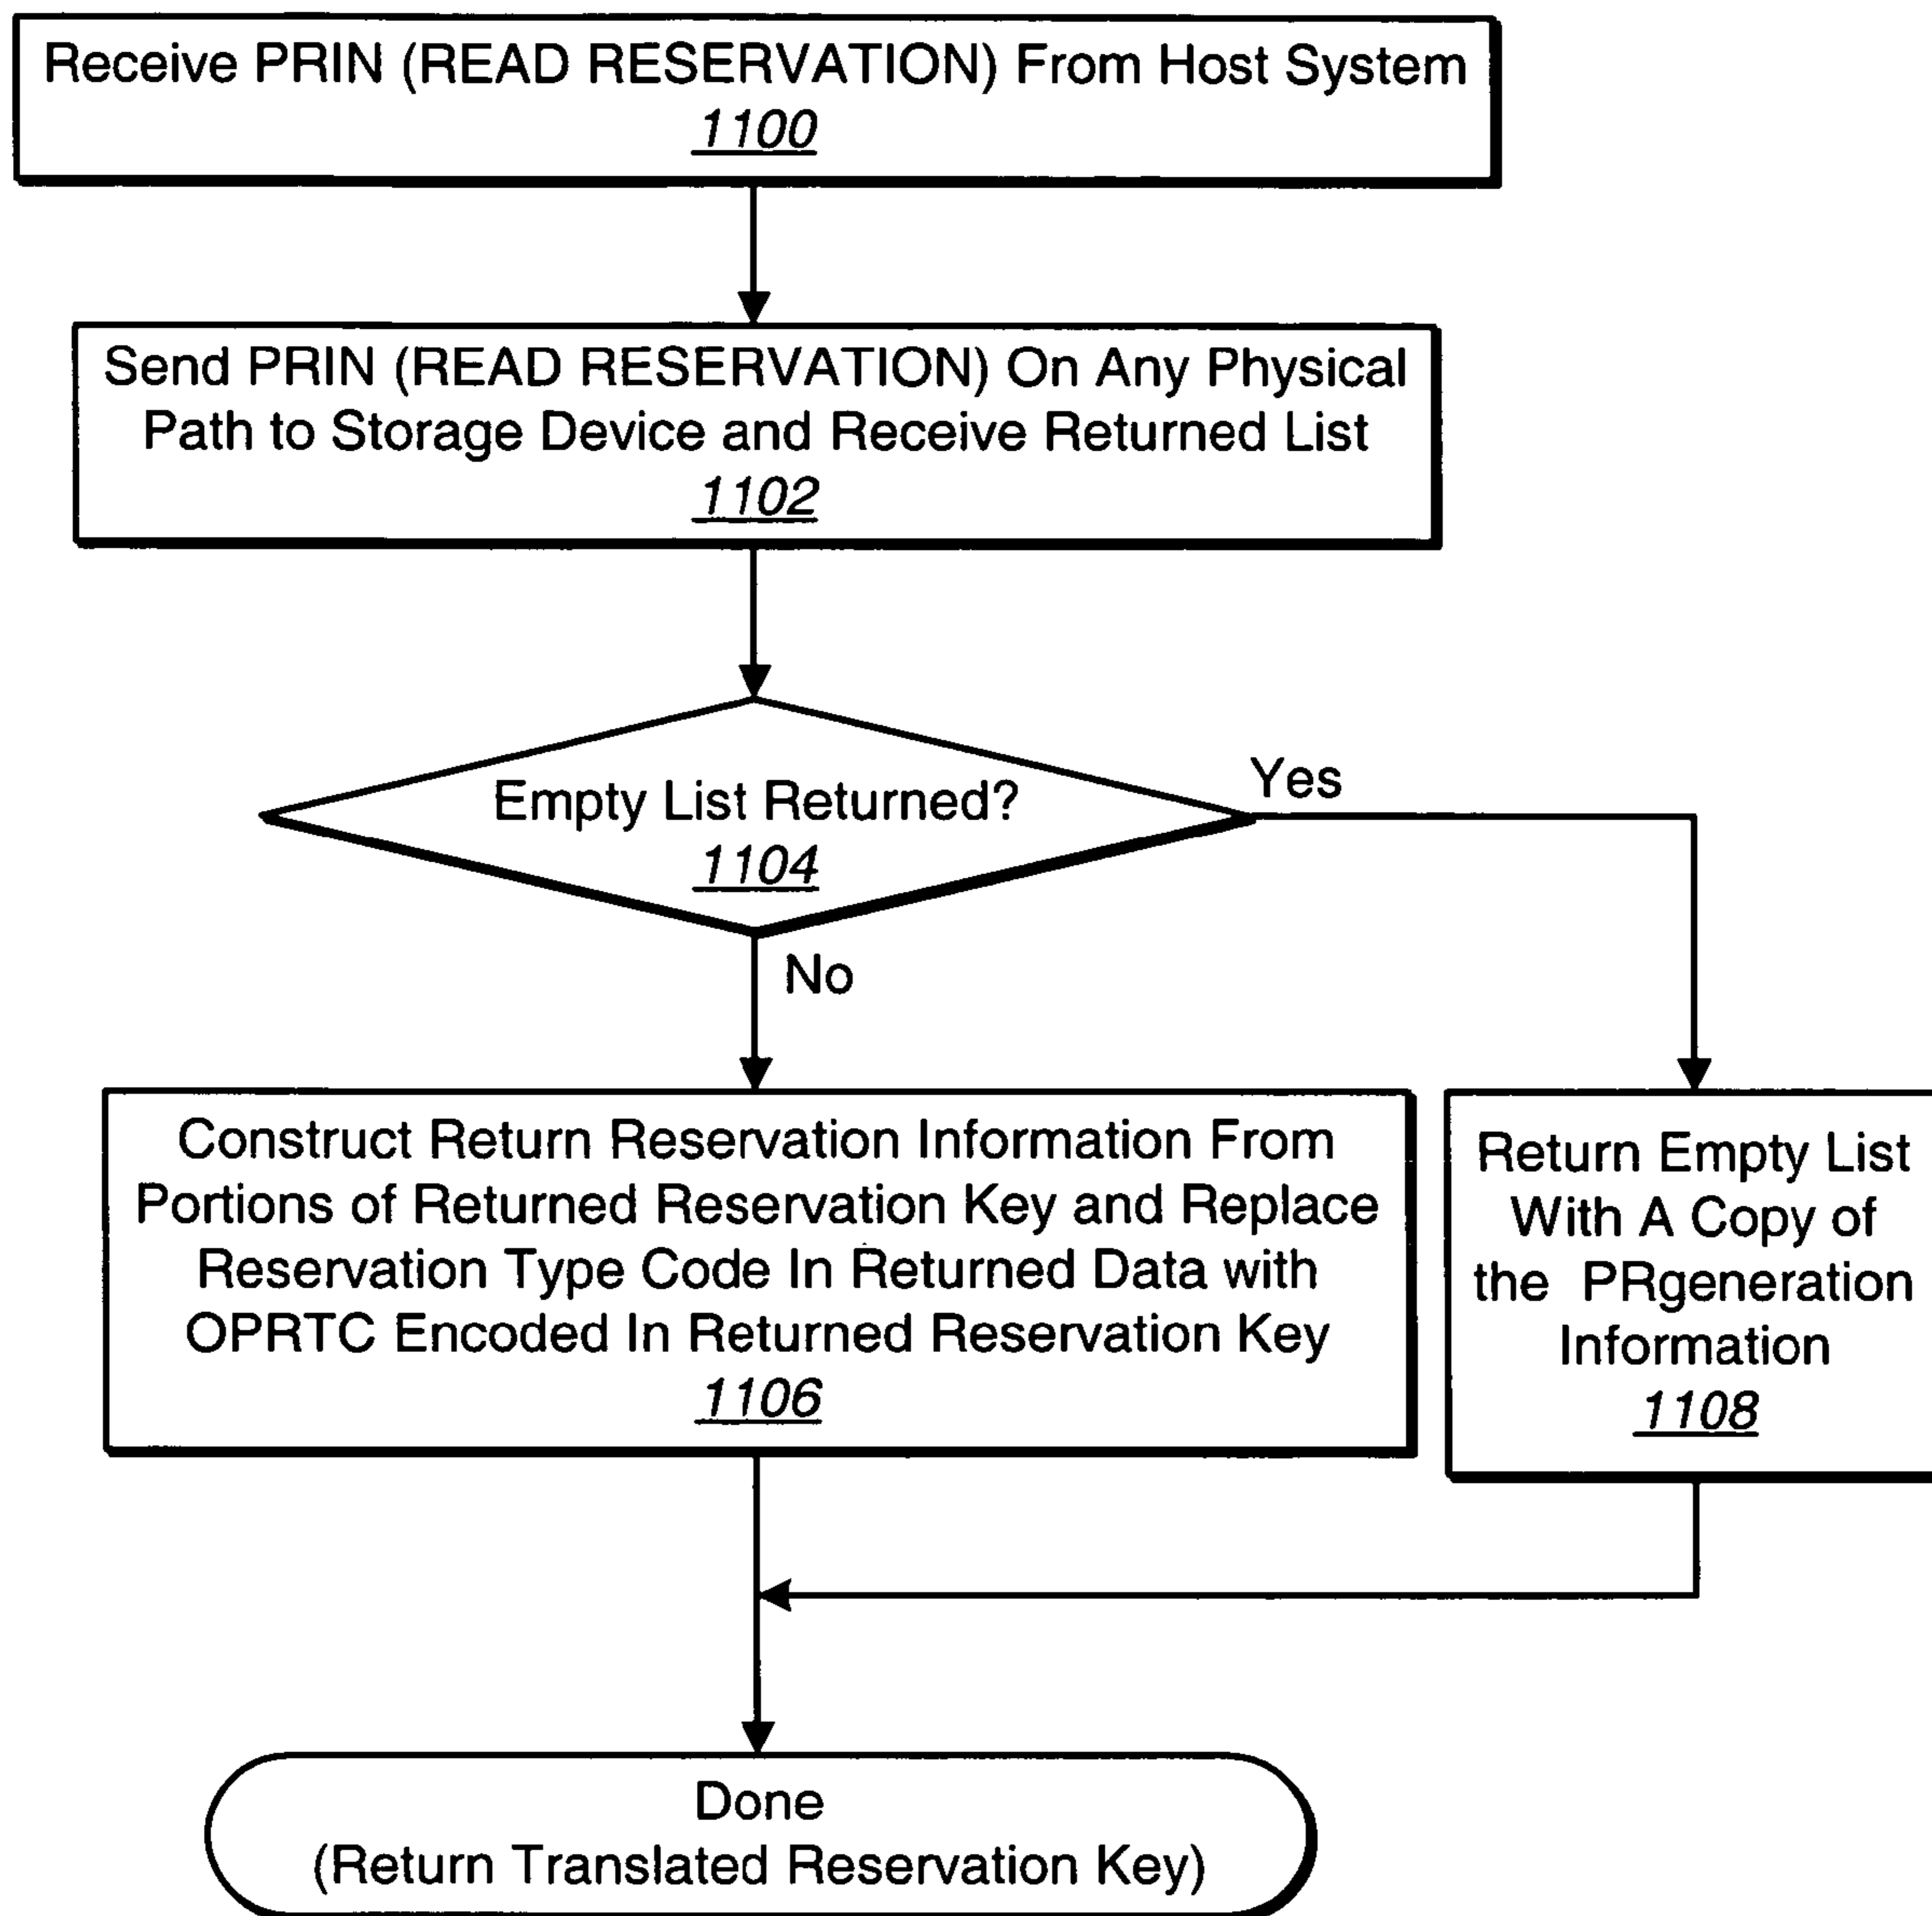 Receive PRIN (READ RESERVATION) From Host System
1100
Send PRIN (READ RESERVATION) On Any Physical
Path to Storage Device and Receive Returned List
1102
Empty List Returned?
1104
Yes
No
Construct Return Reservation Information From
Portions of Returned Reservation Key and Replace
Reservation Type Code In Returned Data with
OPRTC Encoded In Returned Reservation Key
1106
Return Empty List
With A Copy of
the PRgeneration
Information
1108
Done
(Return Translated Reservation Key)